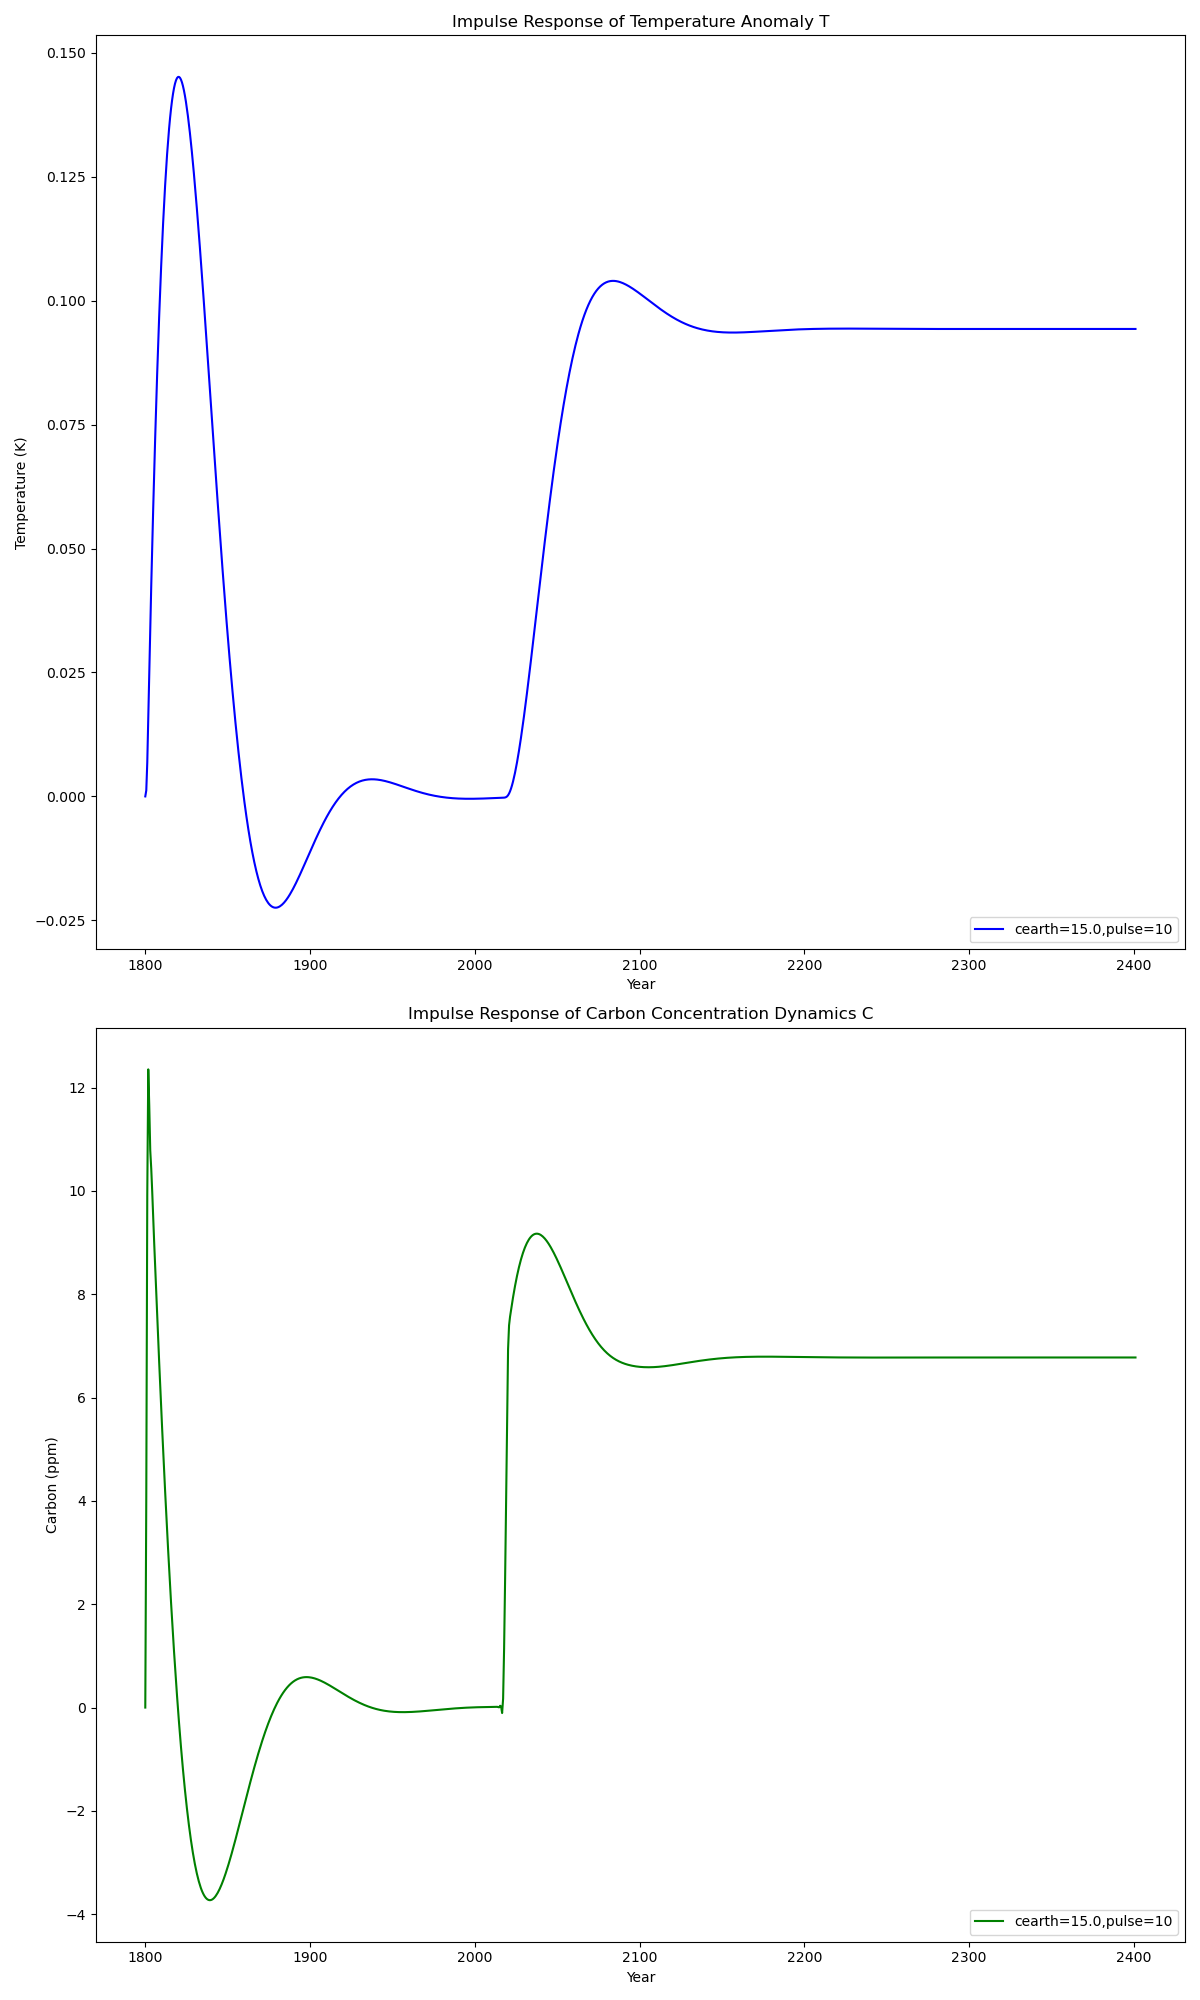 Impulse Response of Temperature Anomaly T
0.150
0.125
0.100
0.075
0.050
0.025
0.000
−0.025
Temperature (K)
cearth=15.0,pulse=10
1800 1900 2000 2100 2200 2300 2400
Year
Impulse Response of Carbon Concentration Dynamics C
12
10
8
6
4
2
0
−2
−4
Carbon (ppm)
cearth=15.0,pulse=10
1800 1900 2000 2100 2200 2300 2400
Year